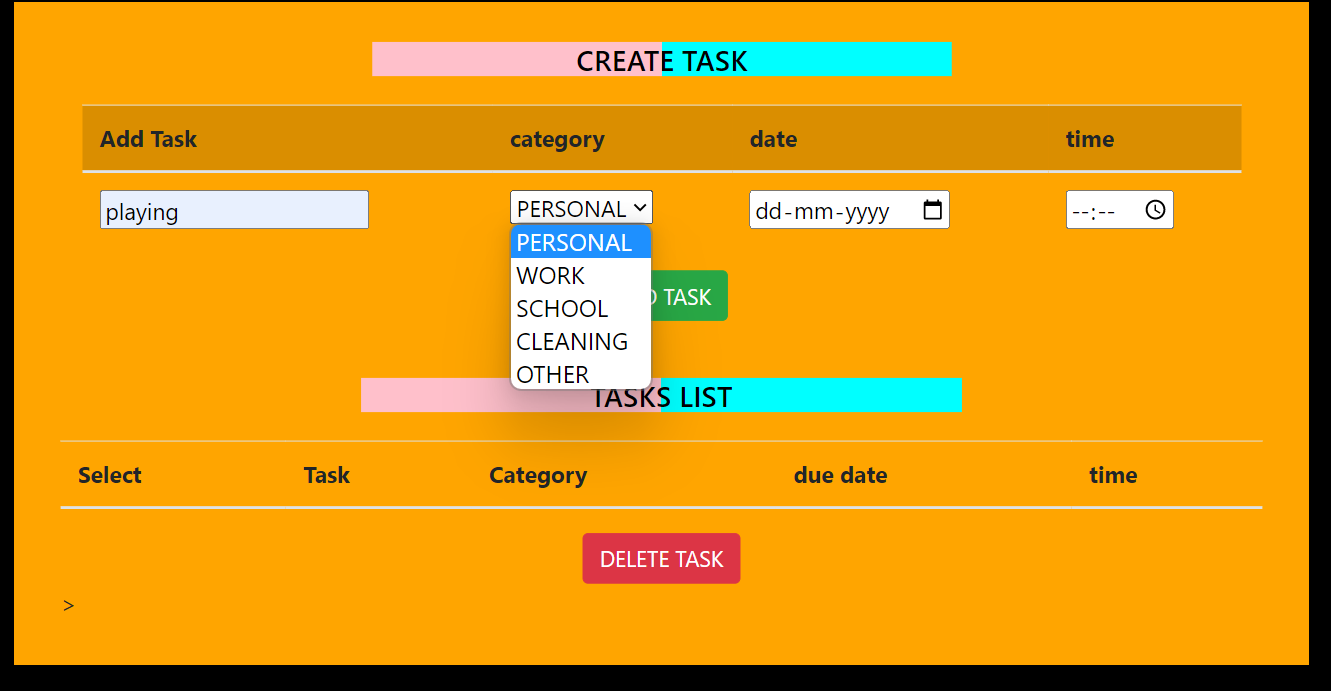 CREATE TASK
Add Task category date time
playing PERSONAL dd-mm-yyyy --:--
PERSONAL
WORK
TASK
SCHOOL
CLEANING
OTHER
TASKS LIST
Select Task Category due date time
DELETE TASK
>